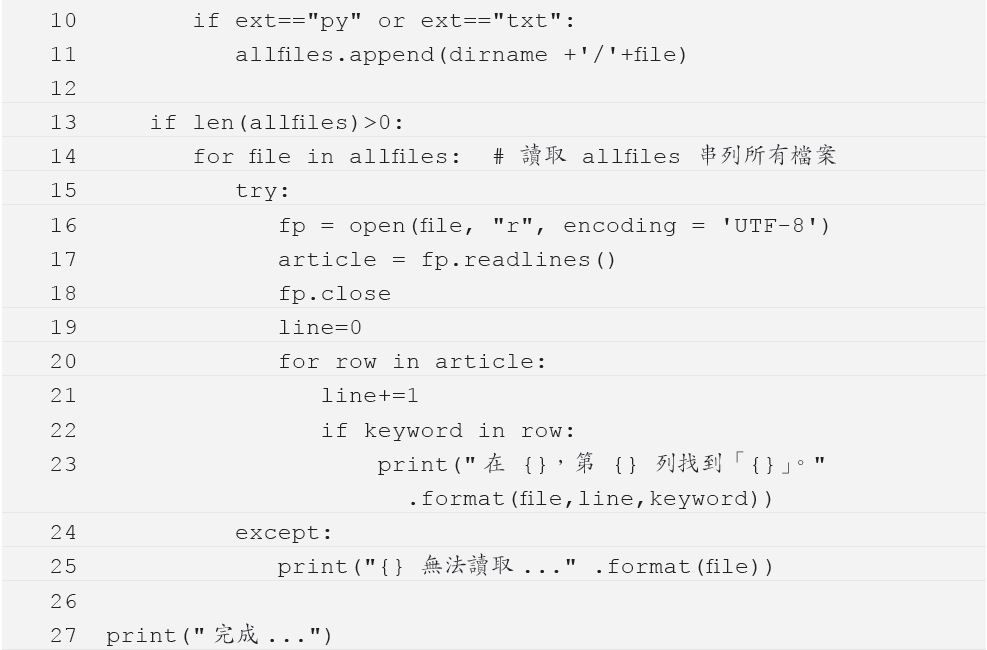 10        if ext=="py" or ext=="txt":
11           allfiles.append(dirname +'/'+file)
12
13     if len(allfiles)>0:
14        for file in allfiles:  # 讀取 allfiles 串列所有檔案
15           try:
16              fp = open(file, "r", encoding = 'UTF-8')
17              article = fp.readlines()
18              fp.close
19              line=0
20              for row in article:
21                 line+=1
22                 if keyword in row:
23                     print("在 {},第 {} 列找到「{}」。"
                       .format(file,line,keyword))
24           except:
25              print("{} 無法讀取..." .format(file))
26
27  print("完成...")